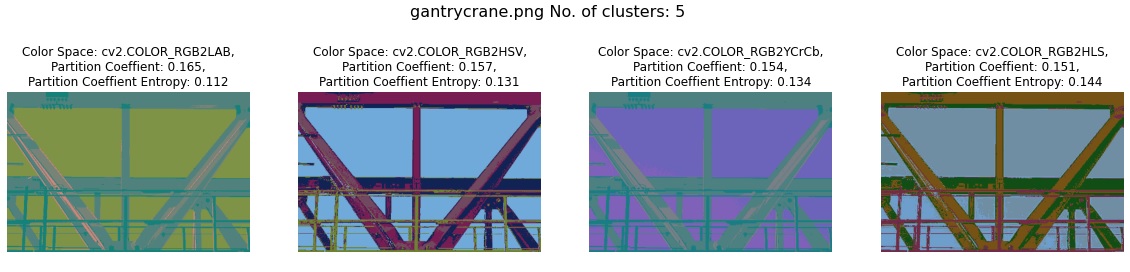 gantrycrane.png No. of clusters: 5
Color Space: cv2.COLOR_RGB2LAB,
Partition Coeffient: 0.165,
Partition Coeffient Entropy: 0.112
Color Space: cv2.COLOR_RGB2HSV,
Partition Coeffient: 0.157,
Partition Coeffient Entropy: 0.131
Color Space: cv2.COLOR_RGB2YCrCb,
Partition Coeffient: 0.154,
Partition Coeffient Entropy: 0.134
Color Space: cv2.COLOR_RGB2HLS,
Partition Coeffient: 0.151,
Partition Coeffient Entropy: 0.144